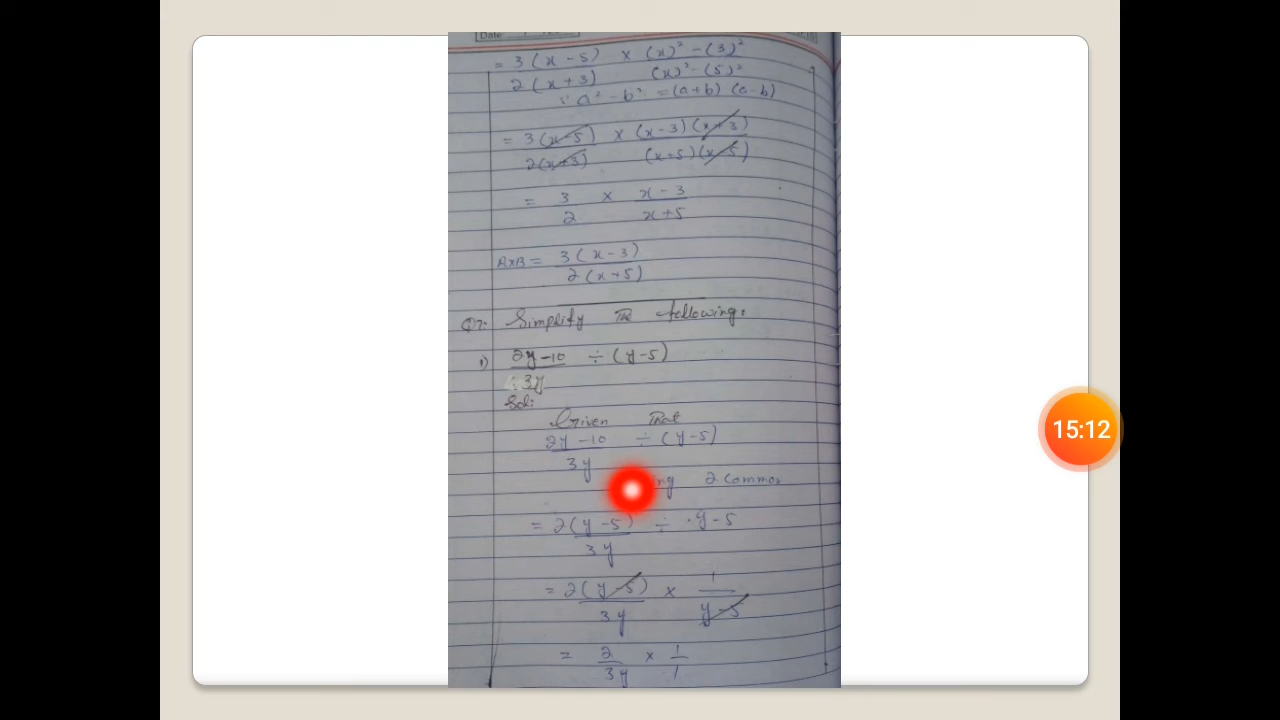 Date
= 3(x-5) × (x)² - (3)²
2(x+3) (x)² - (5)²
∵ a² - b² = (a+b) (a-b)
= 3(x-5) × (x-3)(x+3)
2(x+3) (x+5)(x-5)
= 3 × x-3
2 x+5
A×B = 3(x-3)
2(x+5)
Q7: Simplify The following:
1) 2y-10 ÷ (y-5)
3y
Sol:
Given That
2y-10 ÷ (y-5)
3y
ing 2 common
= 2(y-5) ÷ y-5
3y
= 2(y-5) × 1
3y y-5
= 2 × 1
3y 1
15:12